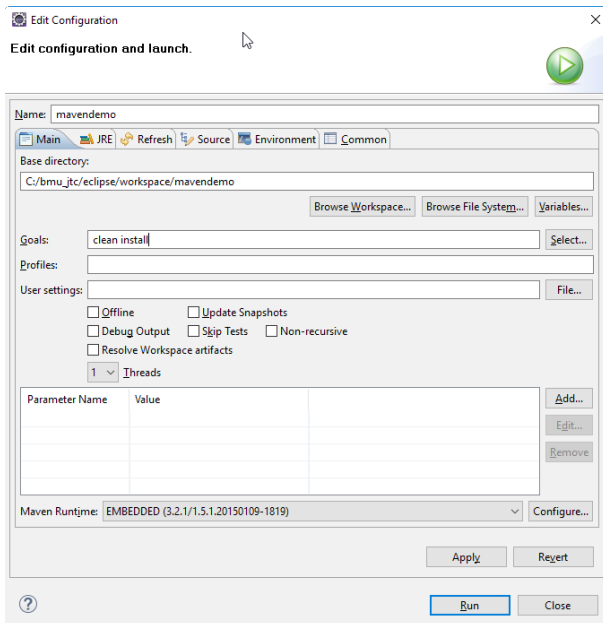 Edit Configuration
Edit configuration and launch.
Name: mavendemo
Main JRE Refresh Source Environment Common
Base directory:
C:/bmu_jtc/eclipse/workspace/mavendemo
Browse Workspace... Browse File System... Variables...
Goals: clean install Select...
Profiles:
User settings: File...
Offline Update Snapshots
Debug Output Skip Tests Non-recursive
Resolve Workspace artifacts
1 Threads
Parameter Name Value Add...
Edit...
Remove
Maven Runtime: EMBEDDED (3.2.1/1.5.1.20150109-1819) Configure...
Apply Revert
? Run Close